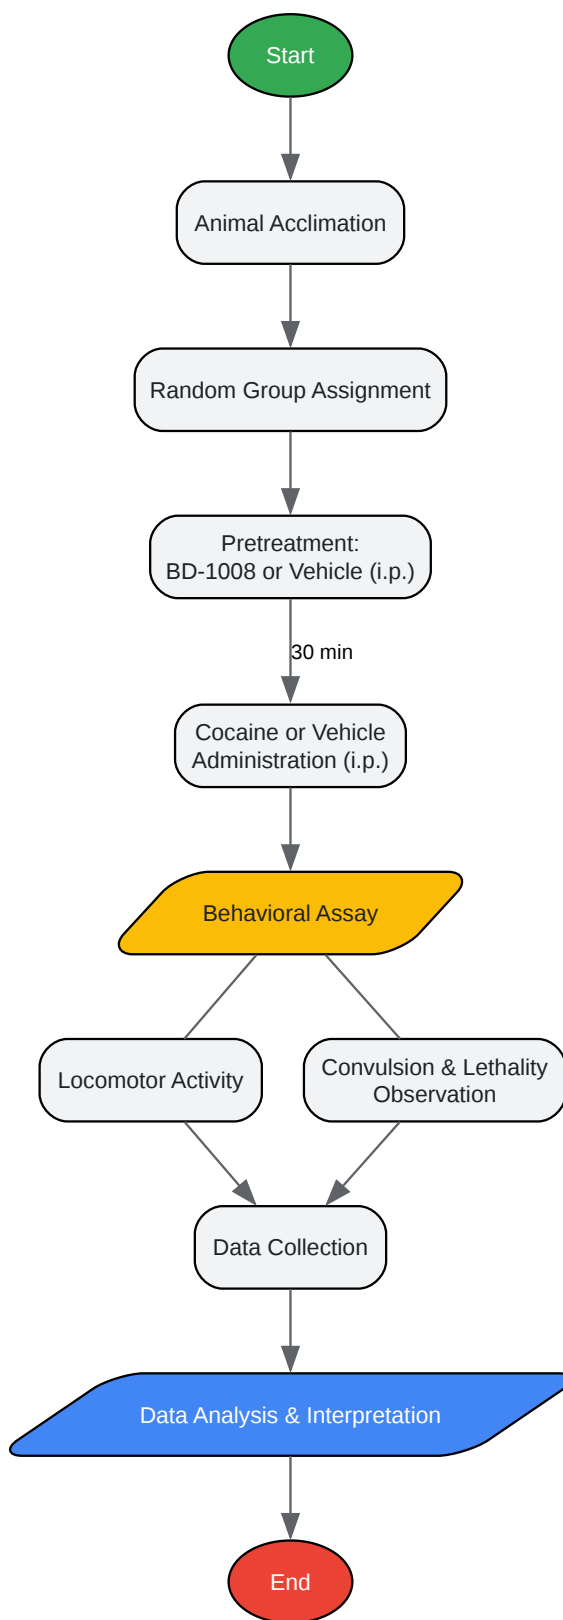 Start
Animal Acclimation
Random Group Assignment
Pretreatment:
BD-1008 or Vehicle (i.p.)
30 min
Cocaine or Vehicle
Administration (i.p.)
Behavioral Assay
Locomotor Activity
Convulsion & Lethality
Observation
Data Collection
Data Analysis & Interpretation
End